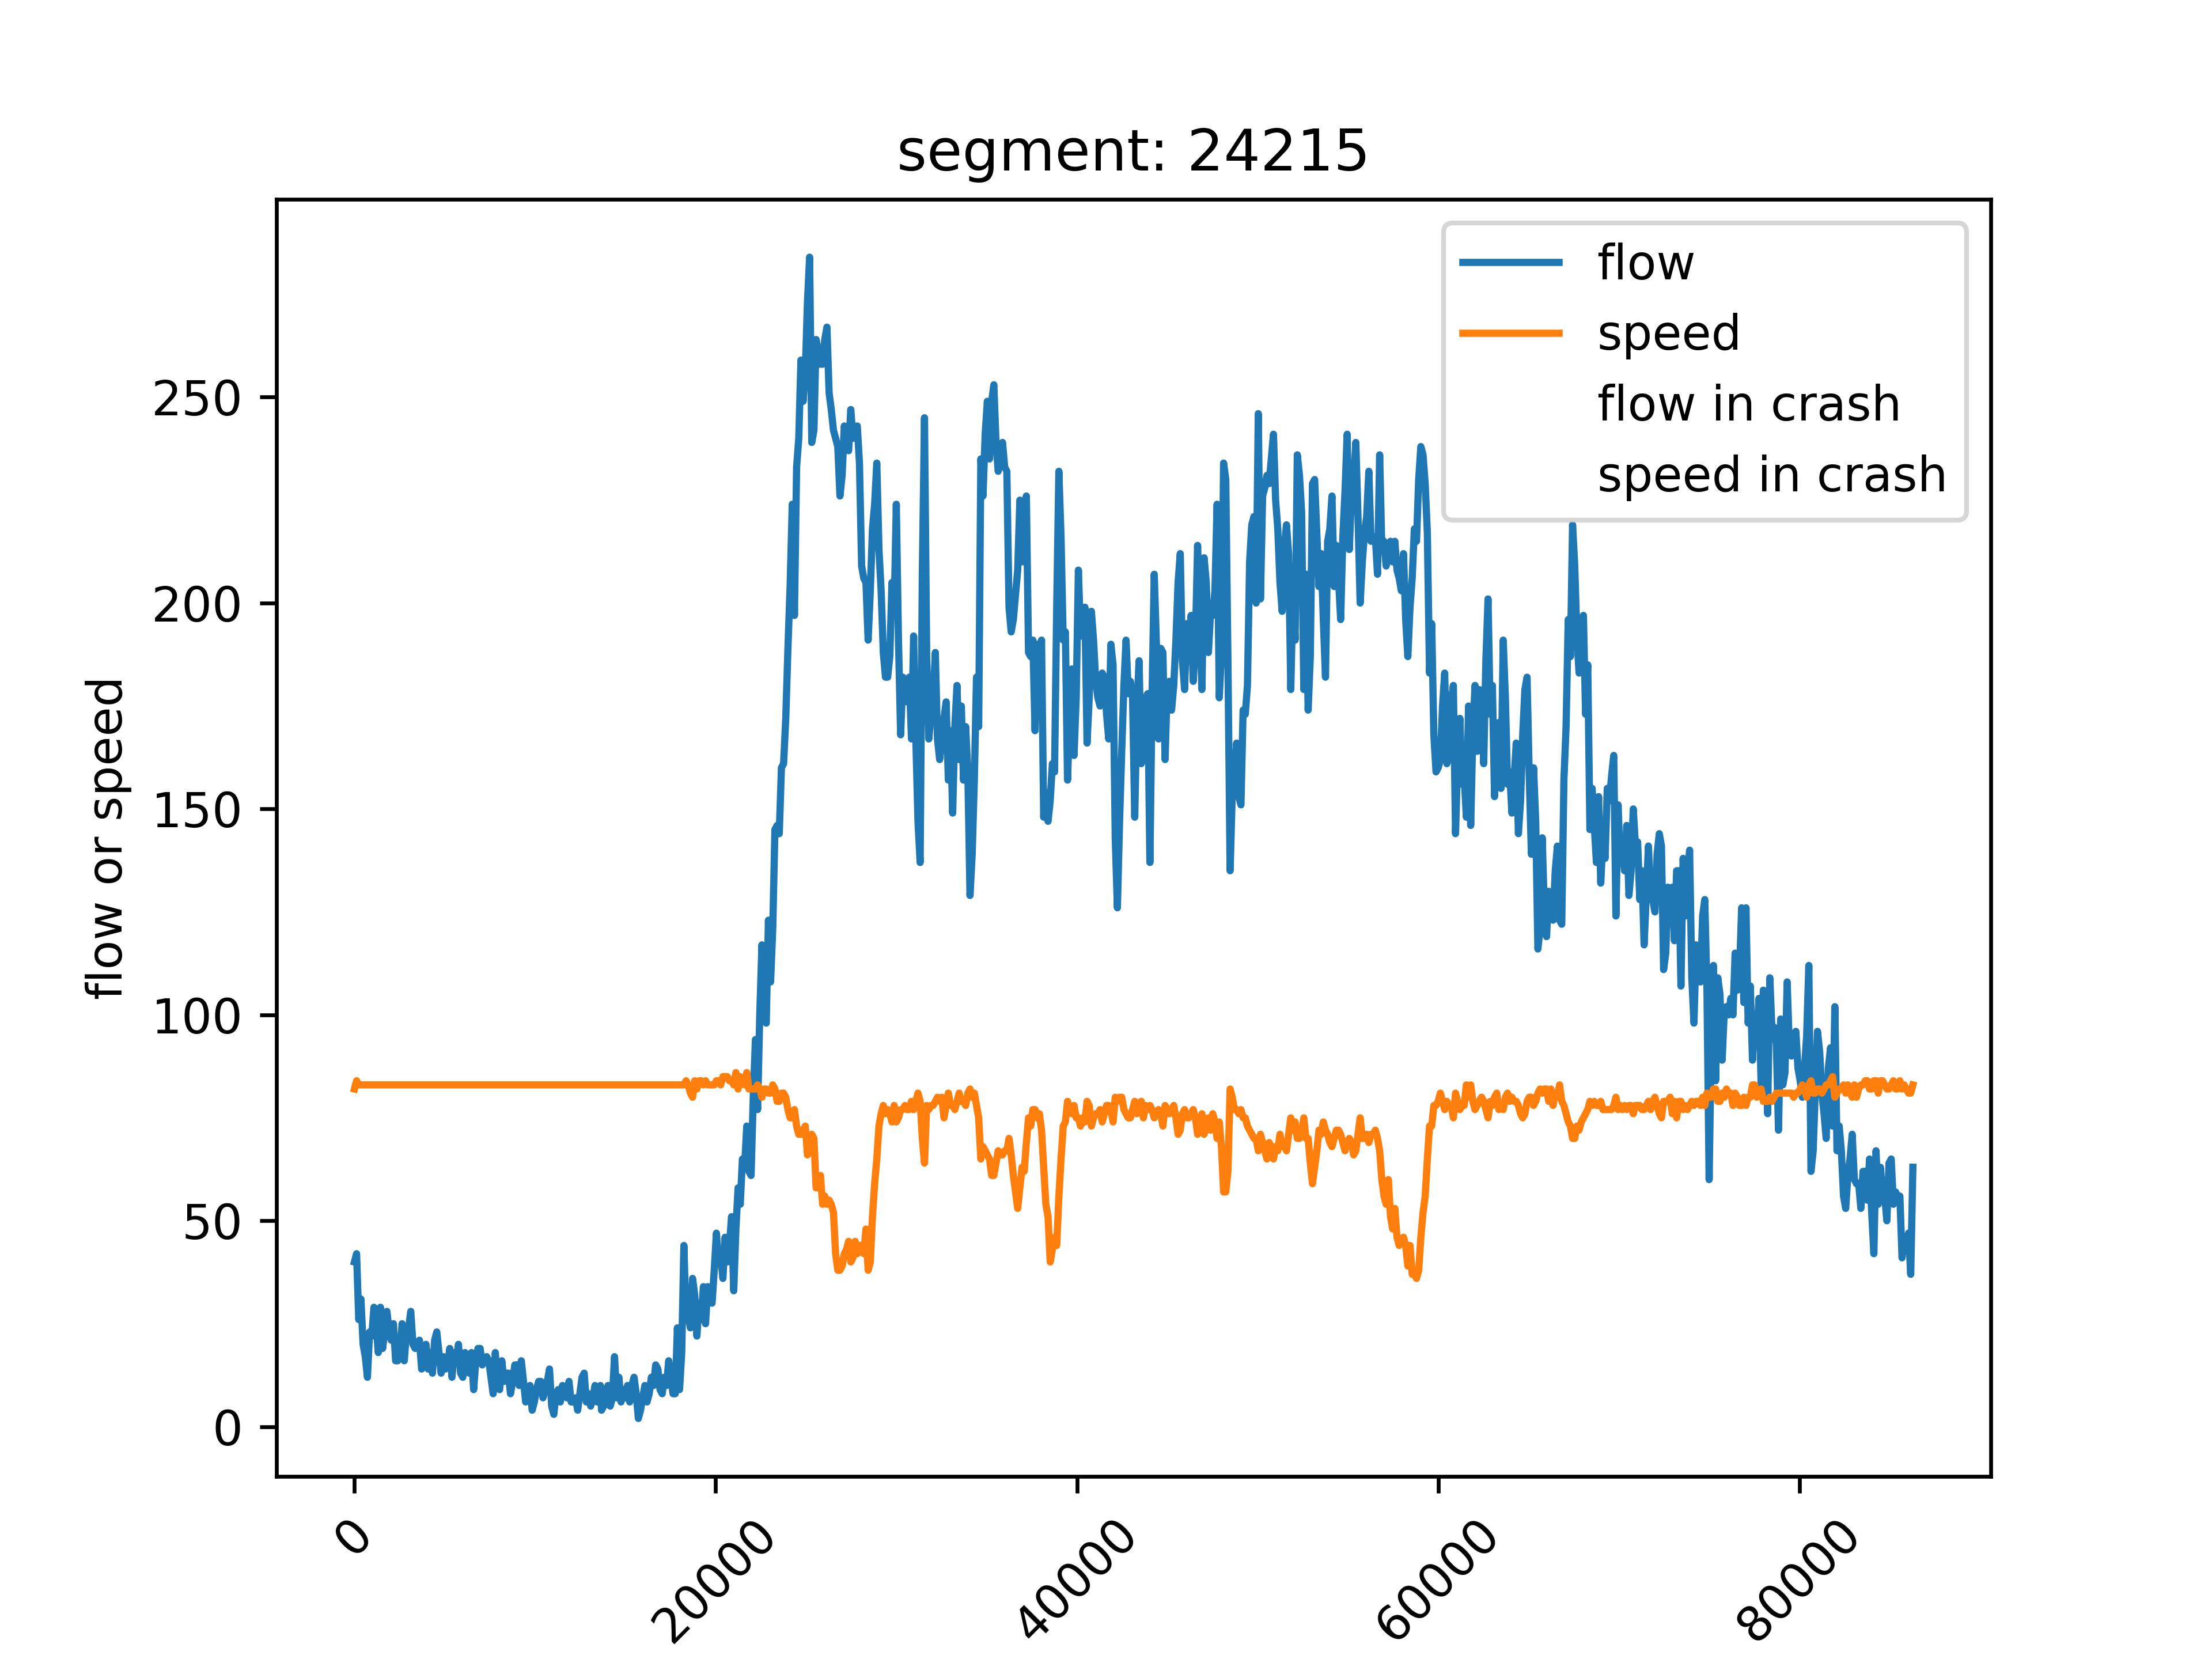 segment: 24215
flow
speed
flow in crash
speed in crash
flow or speed
250
200
150
100
50
0
0
20000
40000
60000
80000